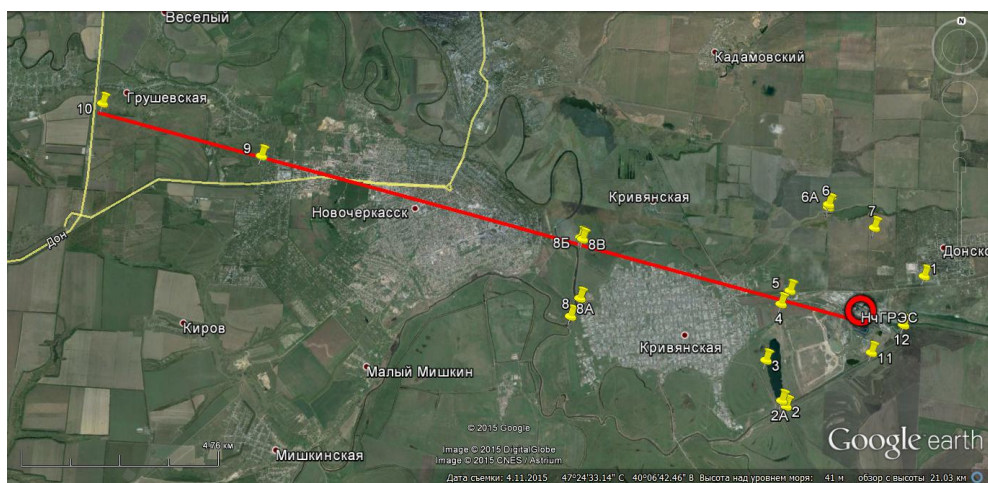 Веселый
N
Кадамовский
Грушевская
10
9
Кривянская
6
6А
7
Новочеркасск
8Б
8В
Донско
Дон
1
5
8
8А
4
НчГРЭС
Киров
12
Кривянская
11
3
Малый Мишкин
2А
2
© 2015 Google
4.76 км
Image © 2015 DigitalGlobe
Image © 2015 CNES / Astrium
Мишкинская
Google earth
Дата съемки: 4.11.2015 47°24'33.14" С 40°06'42.46" В Высота над уровнем моря: 41 м обзор с высоты 21.03 км